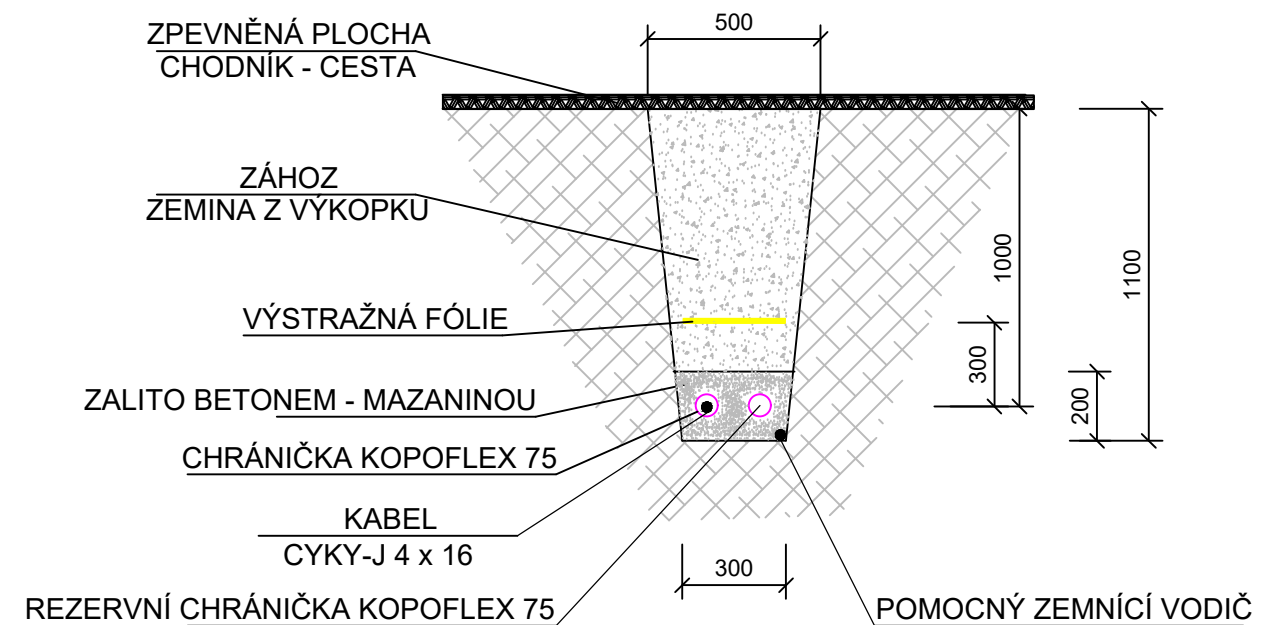 500
ZPEVNĚNÁ PLOCHA
CHODNÍK - CESTA
ZÁHOZ
ZEMINA Z VÝKOPKU
1000
1100
VÝSTRAŽNÁ FÓLIE
300
ZALITO BETONEM - MAZANINOU
200
CHRÁNIČKA KOPOFLEX 75
KABEL
CYKY-J 4 x 16
300
REZERVNÍ CHRÁNIČKA KOPOFLEX 75
POMOCNÝ ZEMNÍCÍ VODIČ